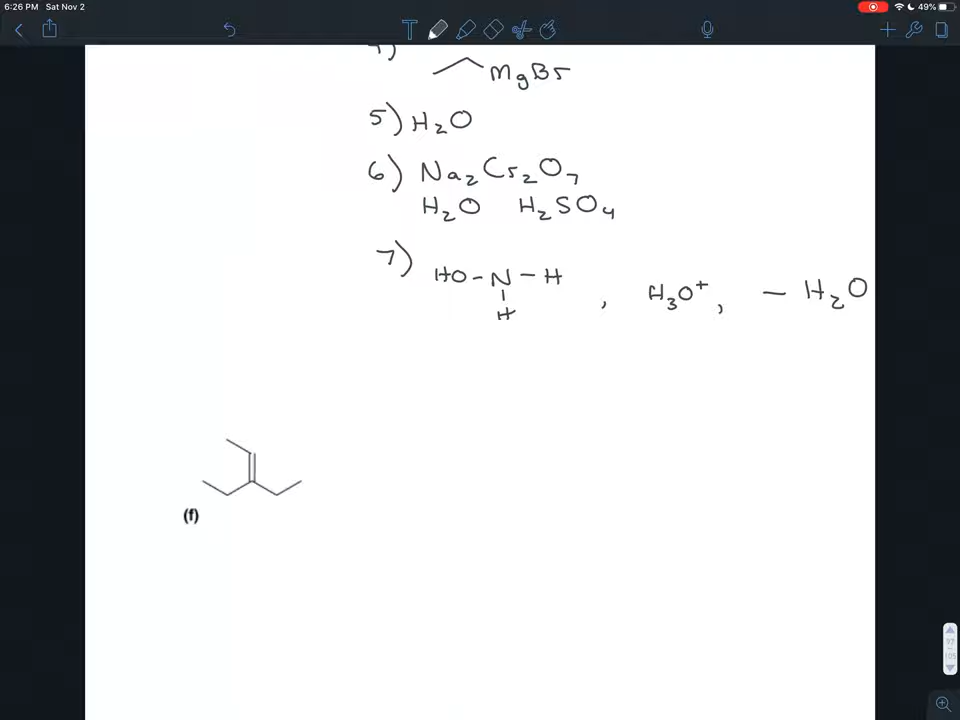 6:26 PM Sat Nov 2
49%
T
MgBr
5) H₂O
6) Na₂Cr₂O₇
H₂O H₂SO₄
7)
HO-N-H , H₃O⁺, - H₂O
H
(f)